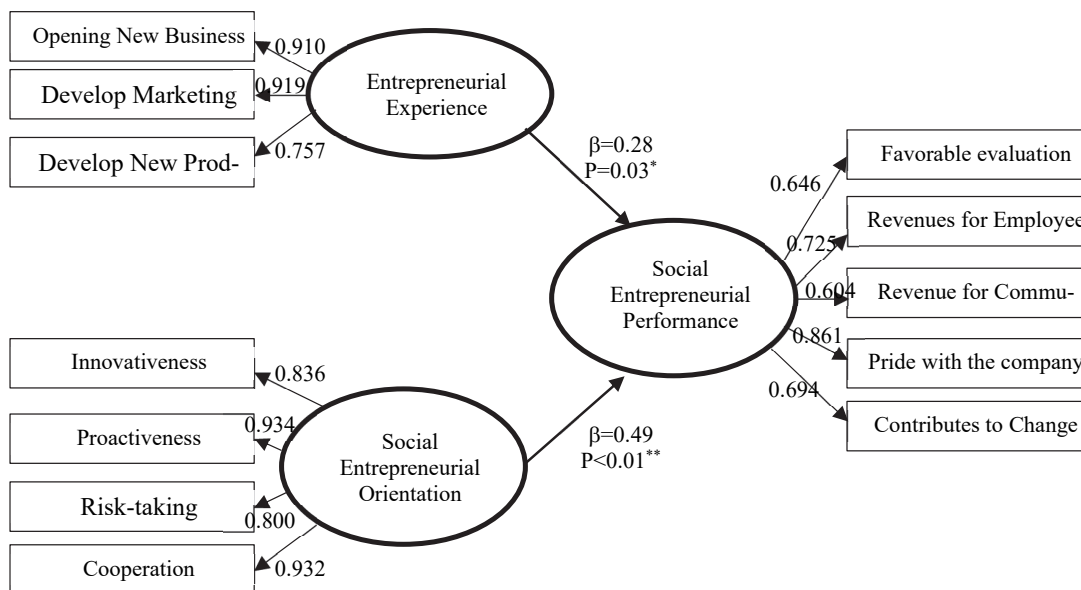 Opening New Business
0.910
Develop Marketing
0.919
Develop New Prod-
0.757
Entrepreneurial
Experience
β=0.28
P=0.03*
Innovativeness
0.836
Proactiveness
0.934
Risk-taking
0.800
Cooperation
0.932
Social
Entrepreneurial
Orientation
β=0.49
P<0.01**
Social
Entrepreneurial
Performance
Favorable evaluation
0.646
Revenues for Employee
0.725
Revenue for Commu-
0.604
Pride with the company
0.861
Contributes to Change
0.694